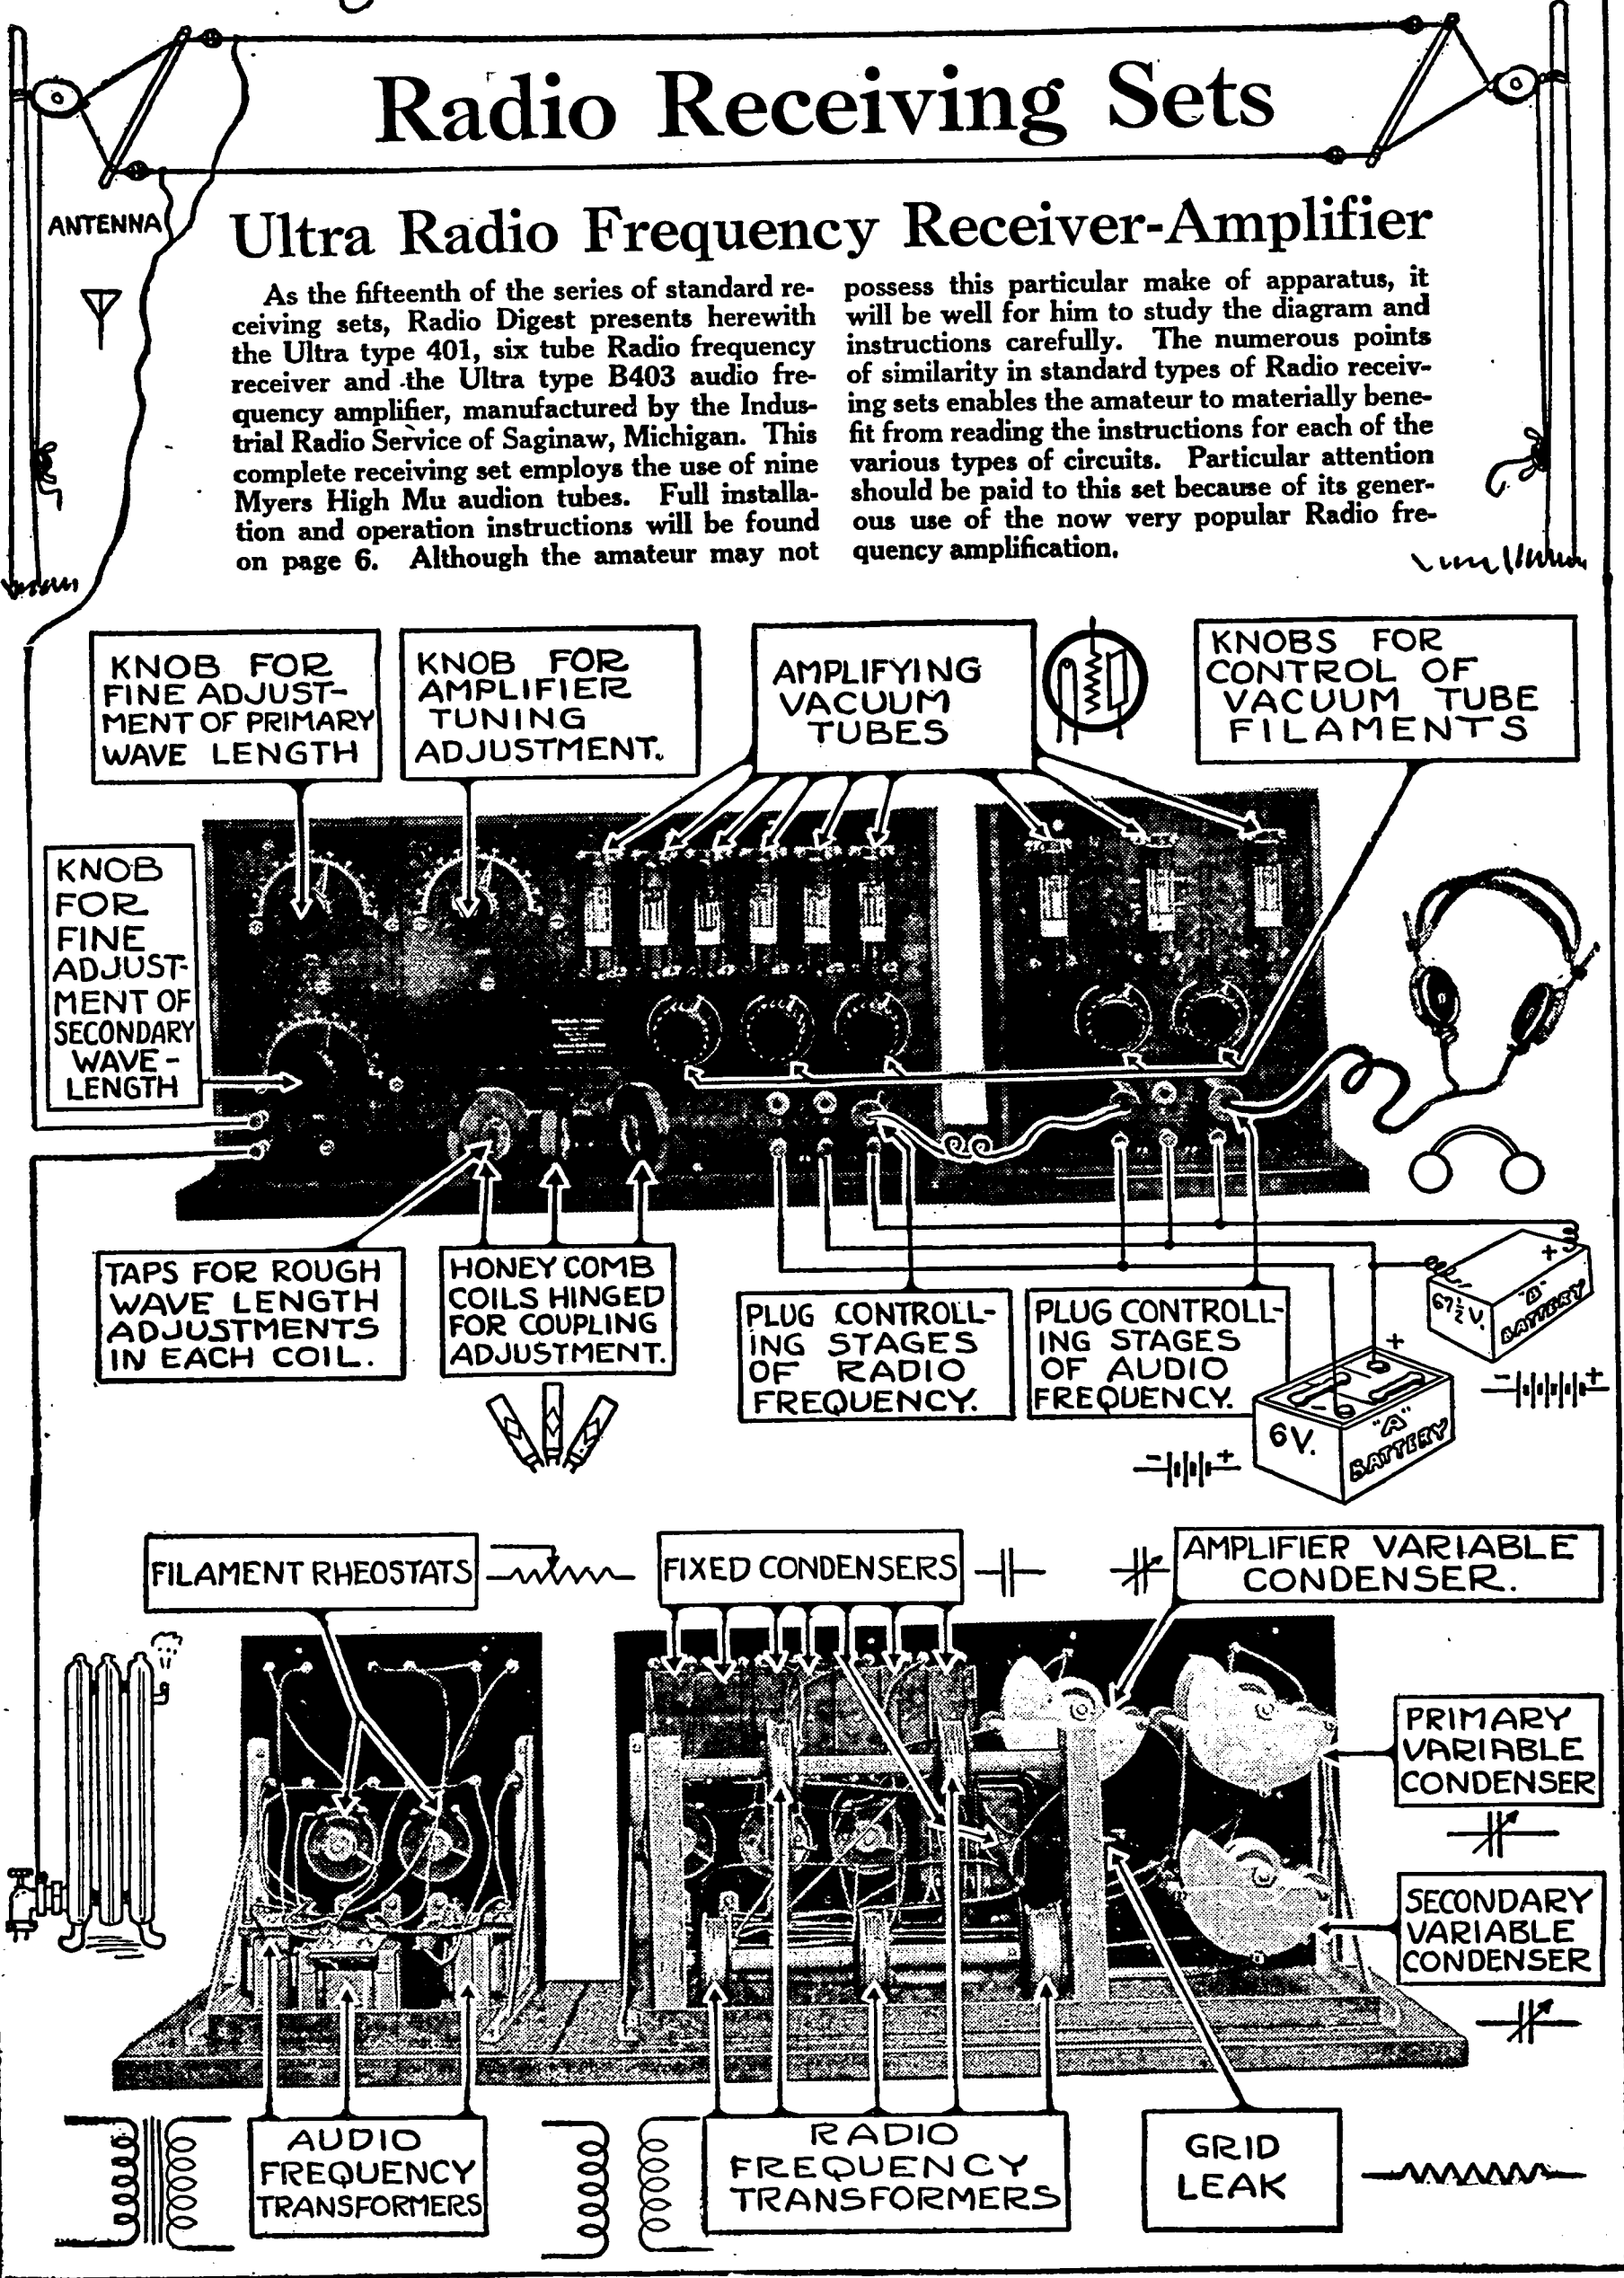 Radio Receiving Sets
ANTENNA
Ultra Radio Frequency Receiver-Amplifier
As the fifteenth of the series of standard re-
ceiving sets, Radio Digest presents herewith
the Ultra type 401, six tube Radio frequency
receiver and the Ultra type B403 audio fre-
quency amplifier, manufactured by the Indus-
trial Radio Service of Saginaw, Michigan. This
complete receiving set employs the use of nine
Myers High Mu audion tubes. Full installa-
tion and operation instructions will be found
on page 6. Although the amateur may not
possess this particular make of apparatus, it
will be well for him to study the diagram and
instructions carefully. The numerous points
of similarity in standard types of Radio receiv-
ing sets enables the amateur to materially bene-
fit from reading the instructions for each of the
various types of circuits. Particular attention
should be paid to this set because of its gener-
ous use of the now very popular Radio fre-
quency amplification.
KNOB FOR
FINE ADJUST-
MENT OF PRIMARY
WAVE LENGTH
KNOB FOR
AMPLIFIER
TUNING
ADJUSTMENT.
AMPLIFYING
VACUUM
TUBES
KNOBS FOR
CONTROL OF
VACUUM TUBE
FILAMENTS
KNOB
FOR
FINE
ADJUST-
MENT OF
SECONDARY
WAVE-
LENGTH
TAPS FOR ROUGH
WAVE LENGTH
ADJUSTMENTS
IN EACH COIL.
HONEY COMB
COILS HINGED
FOR COUPLING
ADJUSTMENT.
PLUG CONTROLL-
ING STAGES
OF RADIO
FREQUENCY.
PLUG CONTROLL-
ING STAGES
OF AUDIO
FREQUENCY.
+
67½ V.
"B"
BATTERY
- +
+
-
6V.
"A"
BATTERY
- +
FILAMENT RHEOSTATS
FIXED CONDENSERS
AMPLIFIER VARIABLE
CONDENSER.
PRIMARY
VARIABLE
CONDENSER
SECONDARY
VARIABLE
CONDENSER
AUDIO
FREQUENCY
TRANSFORMERS
RADIO
FREQUENCY
TRANSFORMERS
GRID
LEAK